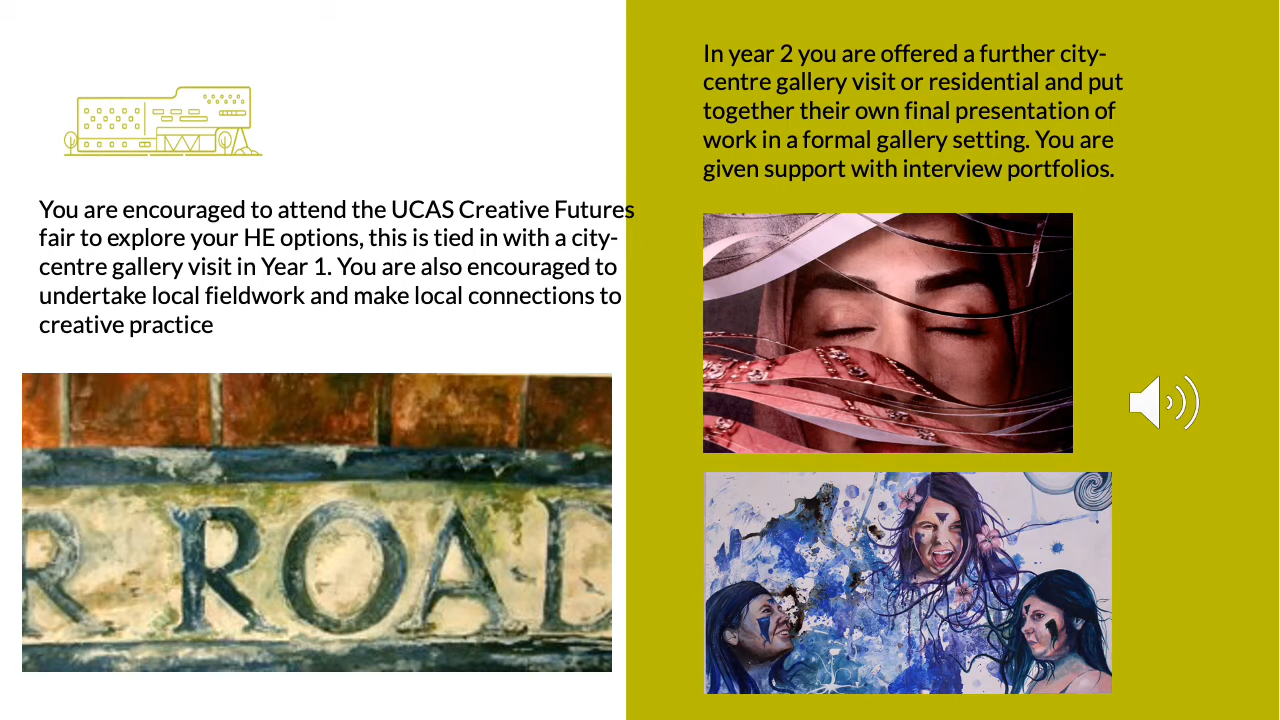 You are encouraged to attend the UCAS Creative Futures
fair to explore your HE options, this is tied in with a city-
centre gallery visit in Year 1. You are also encouraged to
undertake local fieldwork and make local connections to
creative practice
R ROAD
In year 2 you are offered a further city-
centre gallery visit or residential and put
together their own final presentation of
work in a formal gallery setting. You are
given support with interview portfolios.